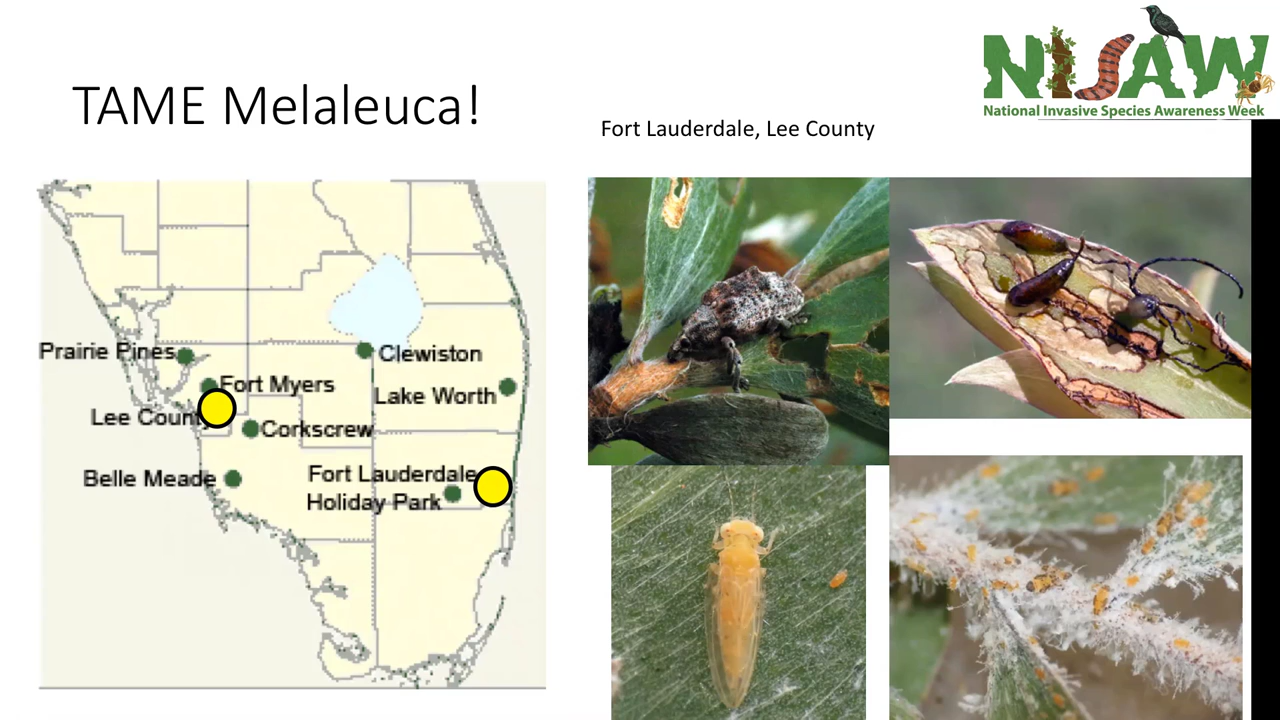 NISAW
National Invasive Species Awareness Week
TAME Melaleuca!
Fort Lauderdale, Lee County
Prairie Pines
Clewiston
Fort Myers
Lake Worth
Lee Count
Corkscrew
Belle Meade
Fort Lauderdale
Holiday Park